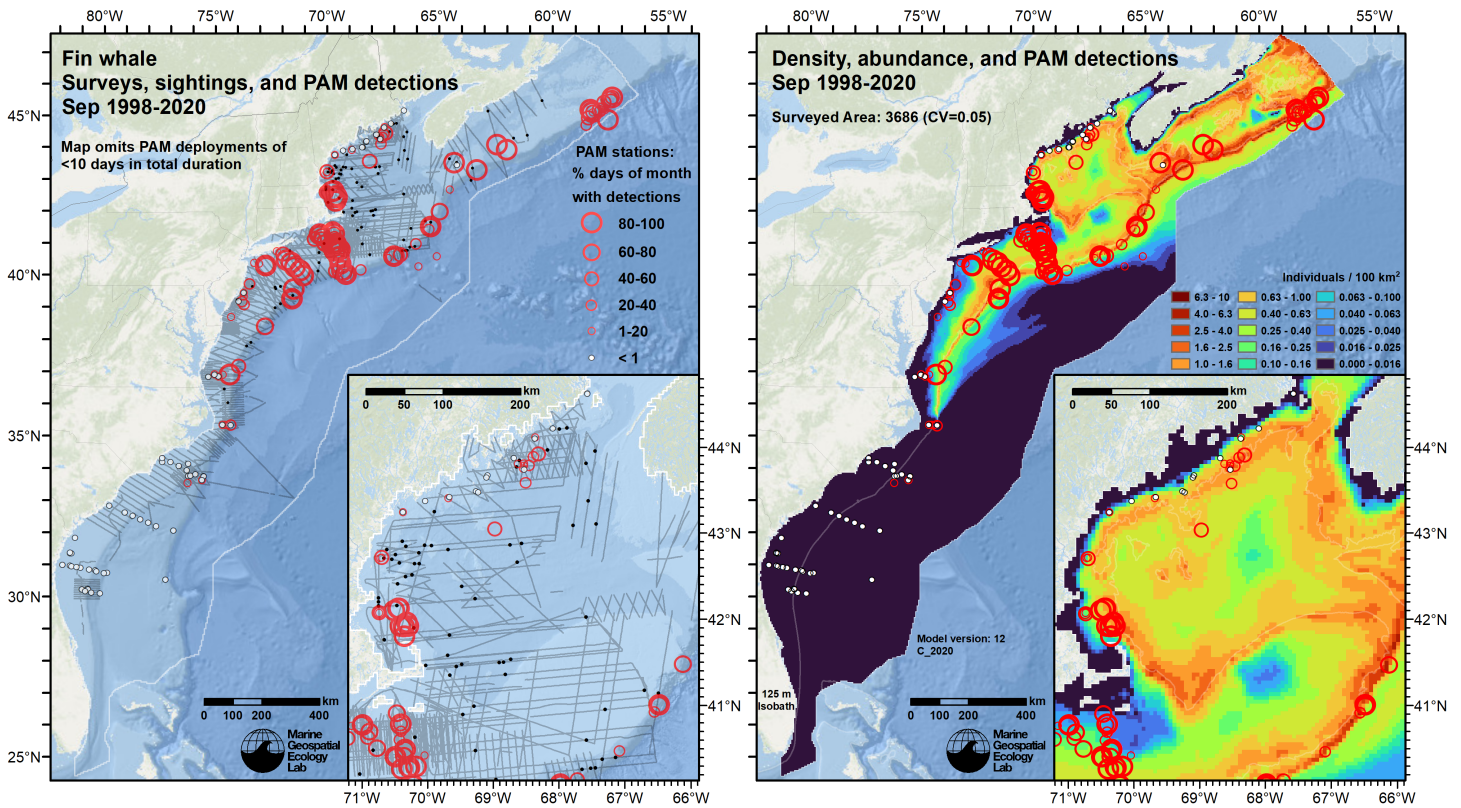 80°W 75°W 70°W 65°W 60°W 55°W
Fin whale
Surveys, sightings, and PAM detections
Sep 1998-2020
Map omits PAM deployments of
<10 days in total duration
PAM stations:
% days of month
with detections
80-100
60-80
40-60
20-40
1-20
< 1
45°N
40°N
35°N
30°N
25°N
km
0 50 100 200
km
0 100 200 400
Marine
Geospatial
Ecology
Lab
44°N
43°N
42°N
41°N
71°W 70°W 69°W 68°W 67°W 66°W
80°W 75°W 70°W 65°W 60°W 55°W
Density, abundance, and PAM detections
Sep 1998-2020
Surveyed Area: 3686 (CV=0.05)
45°N
40°N
35°N
30°N
25°N
Individuals / 100 km²
6.3 - 10 0.63 - 1.00 0.063 - 0.100
4.0 - 6.3 0.40 - 0.63 0.040 - 0.063
2.5 - 4.0 0.25 - 0.40 0.025 - 0.040
1.6 - 2.5 0.16 - 0.25 0.016 - 0.025
1.0 - 1.6 0.10 - 0.16 0.000 - 0.016
km
0 50 100 200
Model version: 12
C_2020
125 m
Isobath.
km
0 100 200 400
Marine
Geospatial
Ecology
Lab
44°N
43°N
42°N
41°N
71°W 70°W 69°W 68°W 67°W 66°W